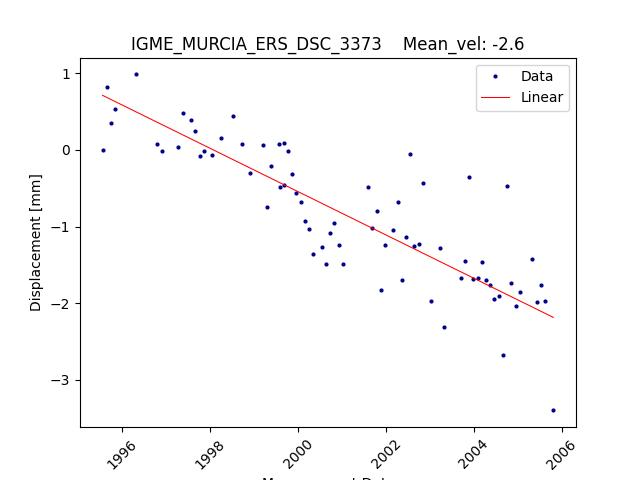 IGME_MURCIA_ERS_DSC_3373    Mean_vel: -2.6
Data
Linear
Displacement [mm]
1
0
−1
−2
−3
1996
1998
2000
2002
2004
2006